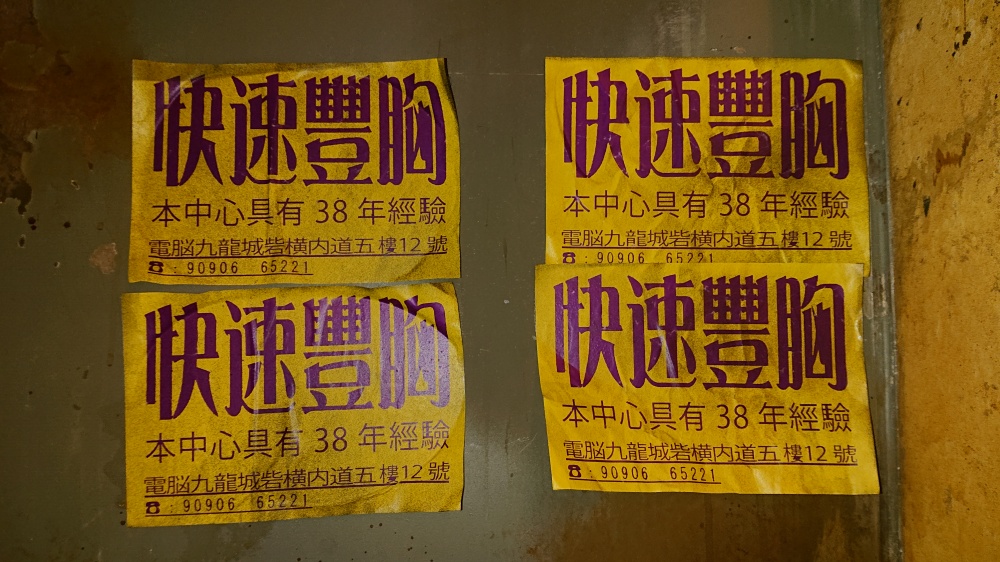 快速豐胸
本中心具有 38 年經驗
電脳九龍城砦横内道五樓12 號
☎ : 90906 65221
快速豐胸
本中心具有 38 年經驗
電脳九龍城砦横内道五樓12 號
☎ : 90906 65221
快速豐胸
本中心具有 38 年經驗
電脳九龍城砦横内道五樓12 號
☎ : 90906 65221
快速豐胸
本中心具有 38 年經驗
電脳九龍城砦横内道五樓12 號
☎ : 90906 65221